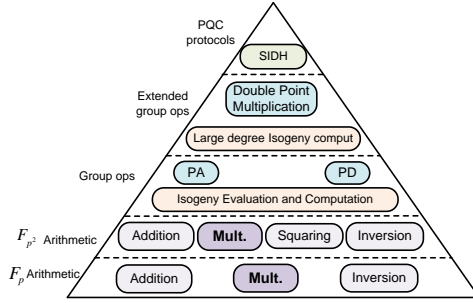 PQC
protocols
SIDH
Extended
group ops
Double Point
Multiplication
Large degree Isogeny comput
Group ops
PA
PD
Isogeny Evaluation and Computation
F_{p^2} Arithmetic
Addition
Mult.
Squaring
Inversion
F_p Arithmetic
Addition
Mult.
Inversion